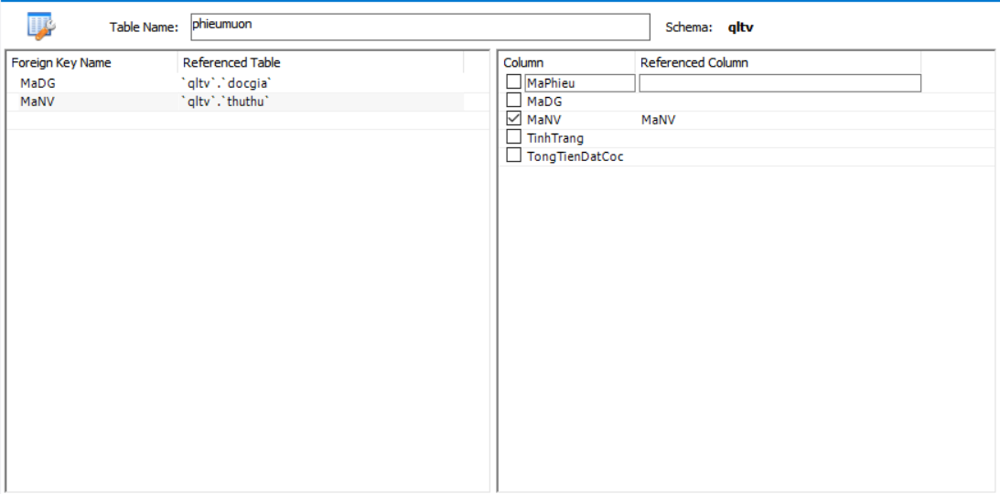 Table Name: phieumuon Schema: qltv
Foreign Key Name Referenced Table
MaDG `qltv`.`docgia`
MaNV `qltv`.`thuthu`
Column Referenced Column
MaPhieu
MaDG
MaNV MaNV
TinhTrang
TongTienDatCoc